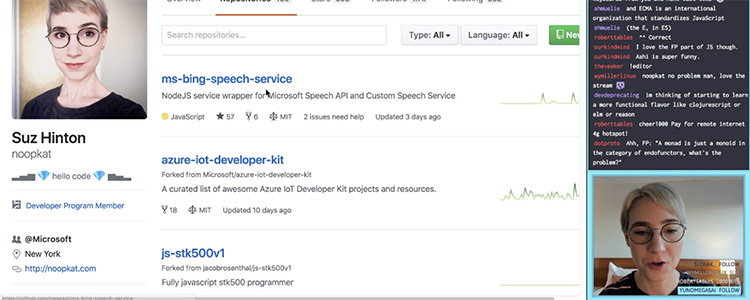 Repositories
Search repositories...
Type: All
Language: All
New
ms-bing-speech-service
NodeJS service wrapper for Microsoft Speech API and Custom Speech Service
JavaScript 57 6 MIT 2 issues need help Updated 3 days ago
Suz Hinton
noopkat
hello code
Developer Program Member
@Microsoft
New York
http://noopkat.com
azure-iot-developer-kit
Forked from Microsoft/azure-iot-developer-kit
A curated list of awesome Azure IoT Developer Kit projects and resources.
18 MIT Updated 10 days ago
js-stk500v1
Forked from jacobrosenthal/js-stk500v1
Fully javascript stk500 programmer
https://github.com/noopkat/ms-bing-speech-service
shmuelie and ECMA is an international
organization that standardizes JavaScript
shmuelie (the E, in ES)
roberttables ^^ Correct
ourkindmind I love the FP part of JS though.
ourkindmind Aahi is super funny.
theveeker !editor
wymillerlinux noopkat no problem man, love the
stream
devdeprecating im thinking of starting to learn
a more functional flavor like clojurescript or
elm or reason
roberttables cheer1000 Pay for remote internet
4g hotspot!
dotproto Ahh, FP: "A monad is just a monoid in
the category of endofunctors, what's the
problem?"
FOLLOW
YUNOMEGASAI FOLLOW